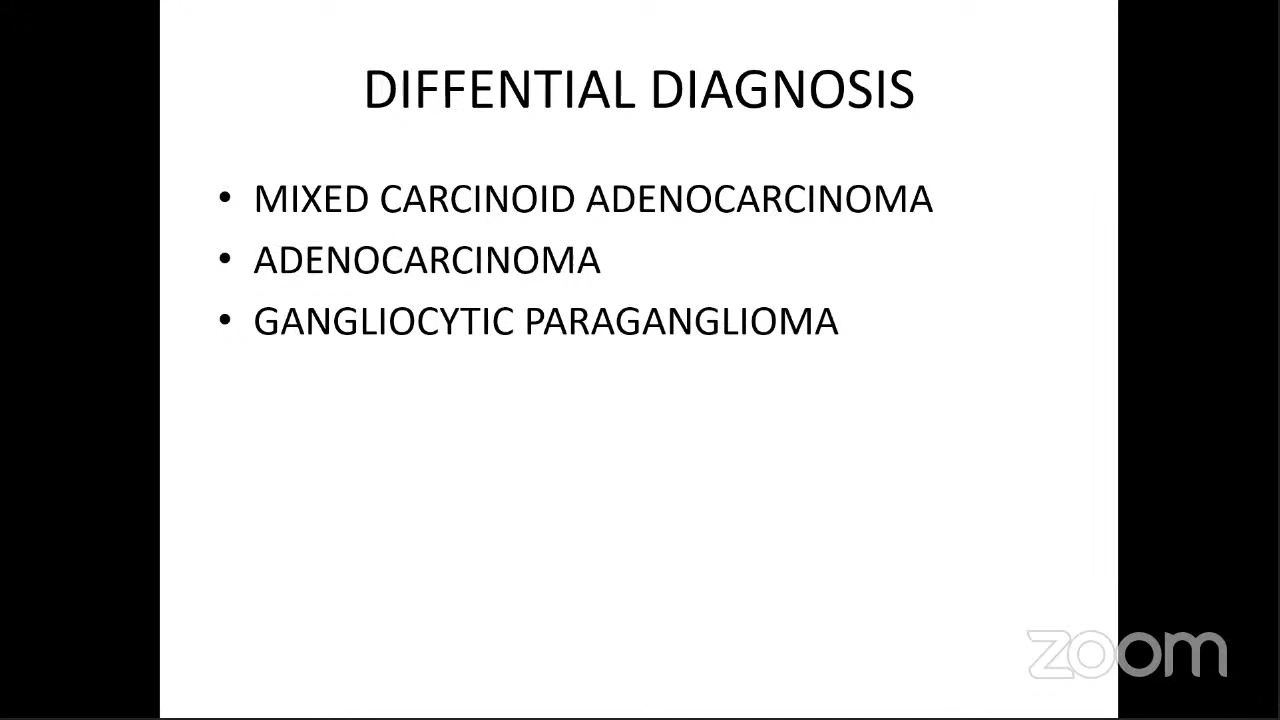 DIFFENTIAL DIAGNOSIS
• MIXED CARCINOID ADENOCARCINOMA
• ADENOCARCINOMA
• GANGLIOCYTIC PARAGANGLIOMA
zoom